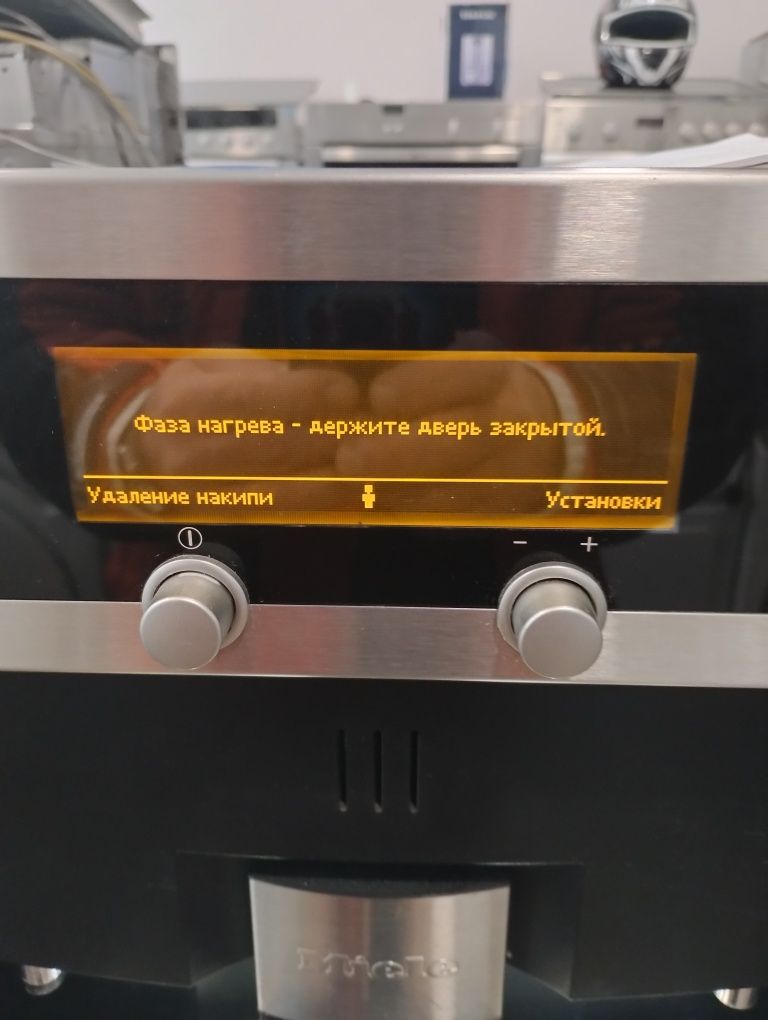 Фаза нагрева - держите дверь закрытой.
Удаление накипи Установки
- +
Miele